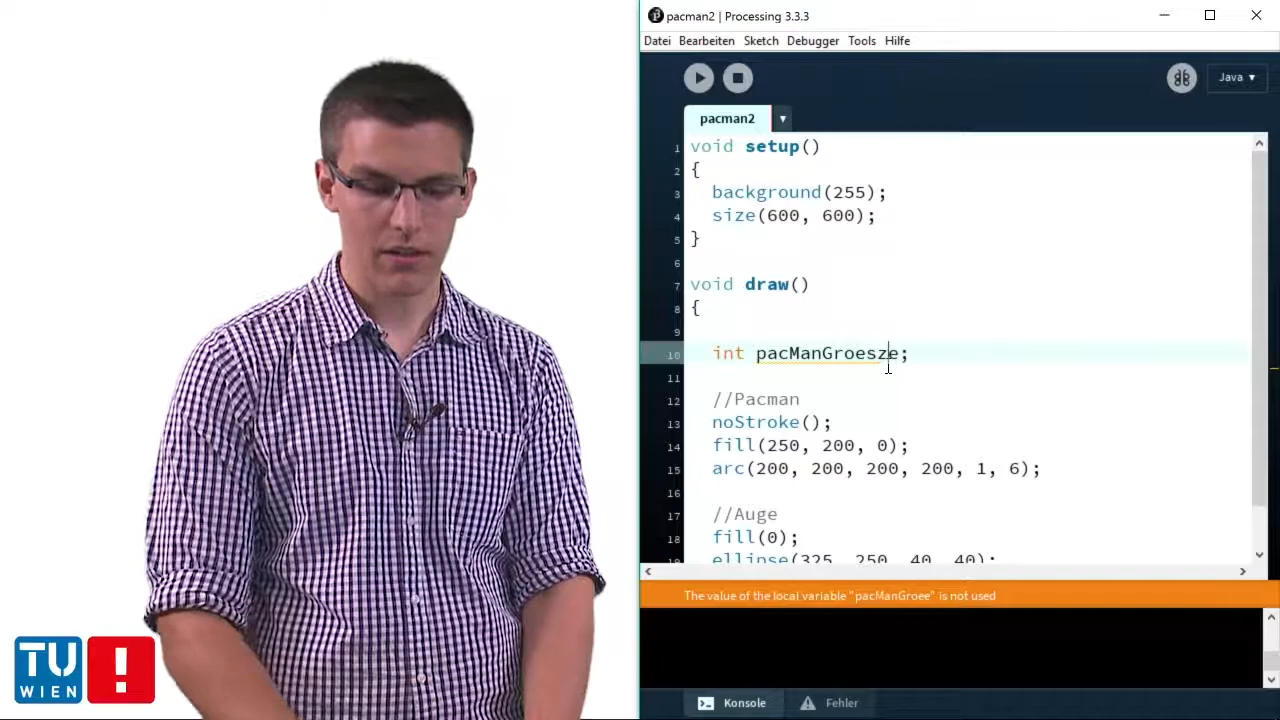 pacman2 | Processing 3.3.3
Datei Bearbeiten Sketch Debugger Tools Hilfe
Java ▾
pacman2
1 void setup()
2 {
3 background(255);
4 size(600, 600);
5 }
6
7 void draw()
8 {
9
10 int pacManGroesze;
11
12 //Pacman
13 noStroke();
14 fill(250, 200, 0);
15 arc(200, 200, 200, 200, 1, 6);
16
17 //Auge
18 fill(0);
19 ellipse(325, 250, 40, 40);
The value of the local variable "pacManGroee" is not used
Konsole Fehler
TU
WIEN
!